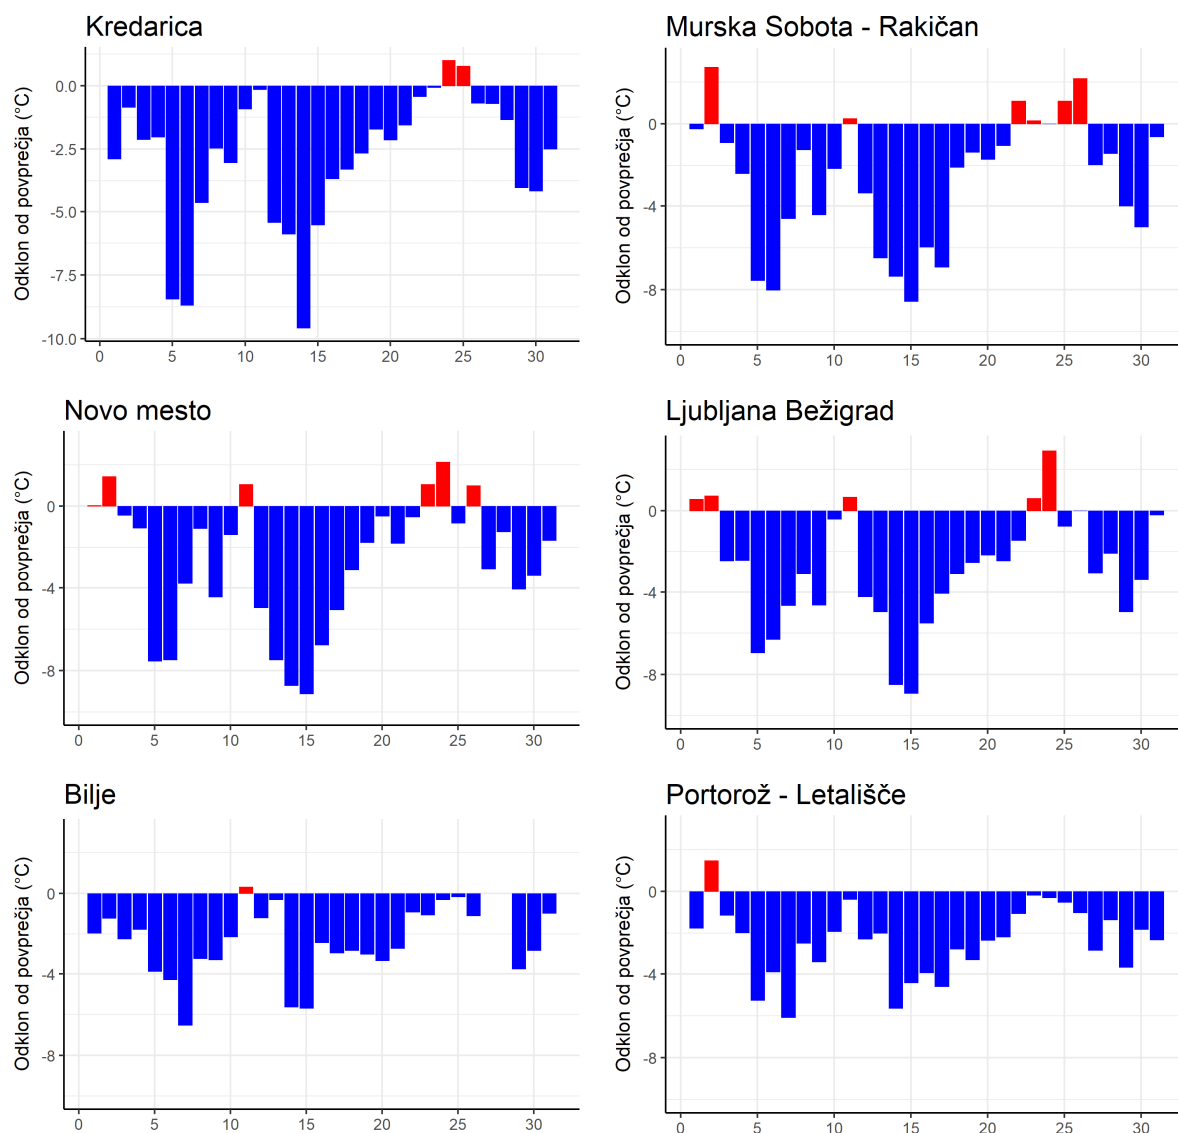 Kredarica
Odklon od povprečja (°C)
0.0
-2.5
-5.0
-7.5
-10.0
0 5 10 15 20 25 30
Murska Sobota - Rakičan
Odklon od povprečja (°C)
0
-4
-8
0 5 10 15 20 25 30
Novo mesto
Odklon od povprečja (°C)
0
-4
-8
0 5 10 15 20 25 30
Ljubljana Bežigrad
Odklon od povprečja (°C)
0
-4
-8
0 5 10 15 20 25 30
Bilje
Odklon od povprečja (°C)
0
-4
-8
0 5 10 15 20 25 30
Portorož - Letališče
Odklon od povprečja (°C)
0
-4
-8
0 5 10 15 20 25 30